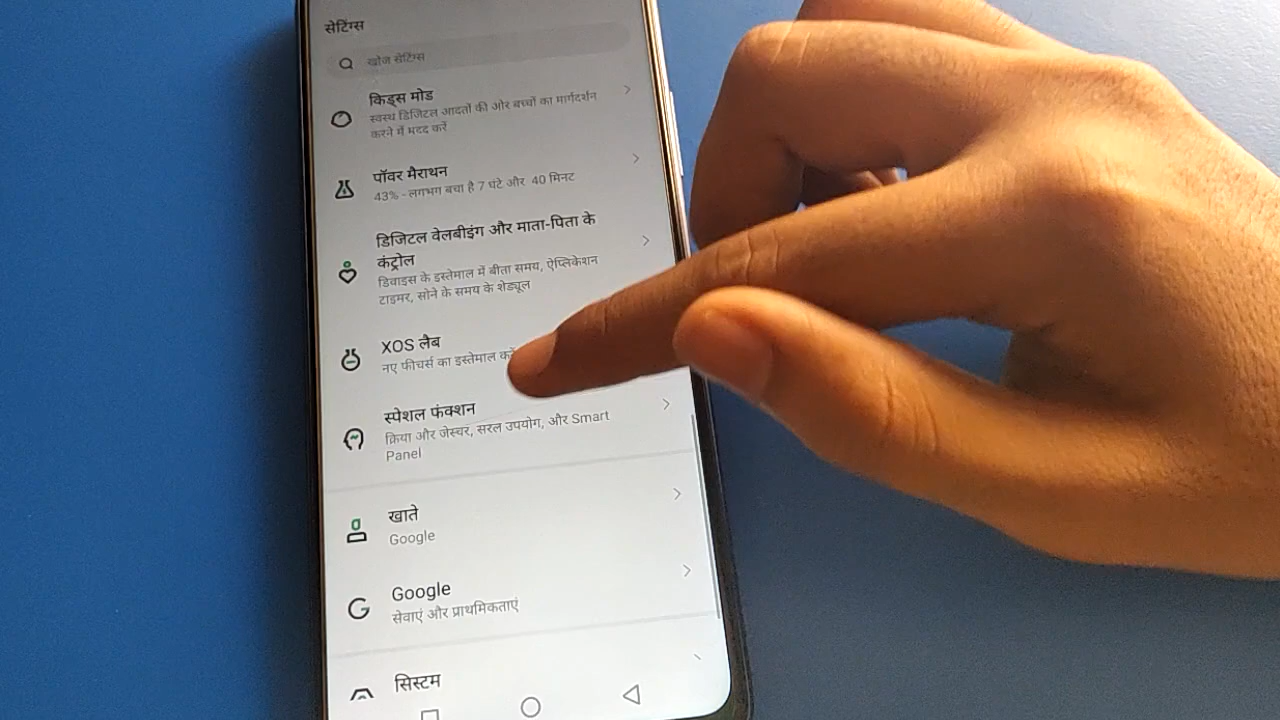 सेटिंग्स
खोज सेटिंग्स
किड्स मोड
स्वस्थ डिजिटल आदतों की ओर बच्चों का मार्गदर्शन
करने में मदद करें
पॉवर मैराथन
43% - लगभग बचा है 7 घंटे और 40 मिनट
डिजिटल वेलबीइंग और माता-पिता के
कंट्रोल
डिवाइस के इस्तेमाल में बीता समय, ऐप्लिकेशन
टाइमर, सोने के समय के शेड्यूल
XOS लैब
नए फीचर्स का इस्तेमाल करें
स्पेशल फंक्शन
क्रिया और जेस्चर, सरल उपयोग, और Smart
Panel
खाते
Google
Google
सेवाएं और प्राथमिकताएं
सिस्टम